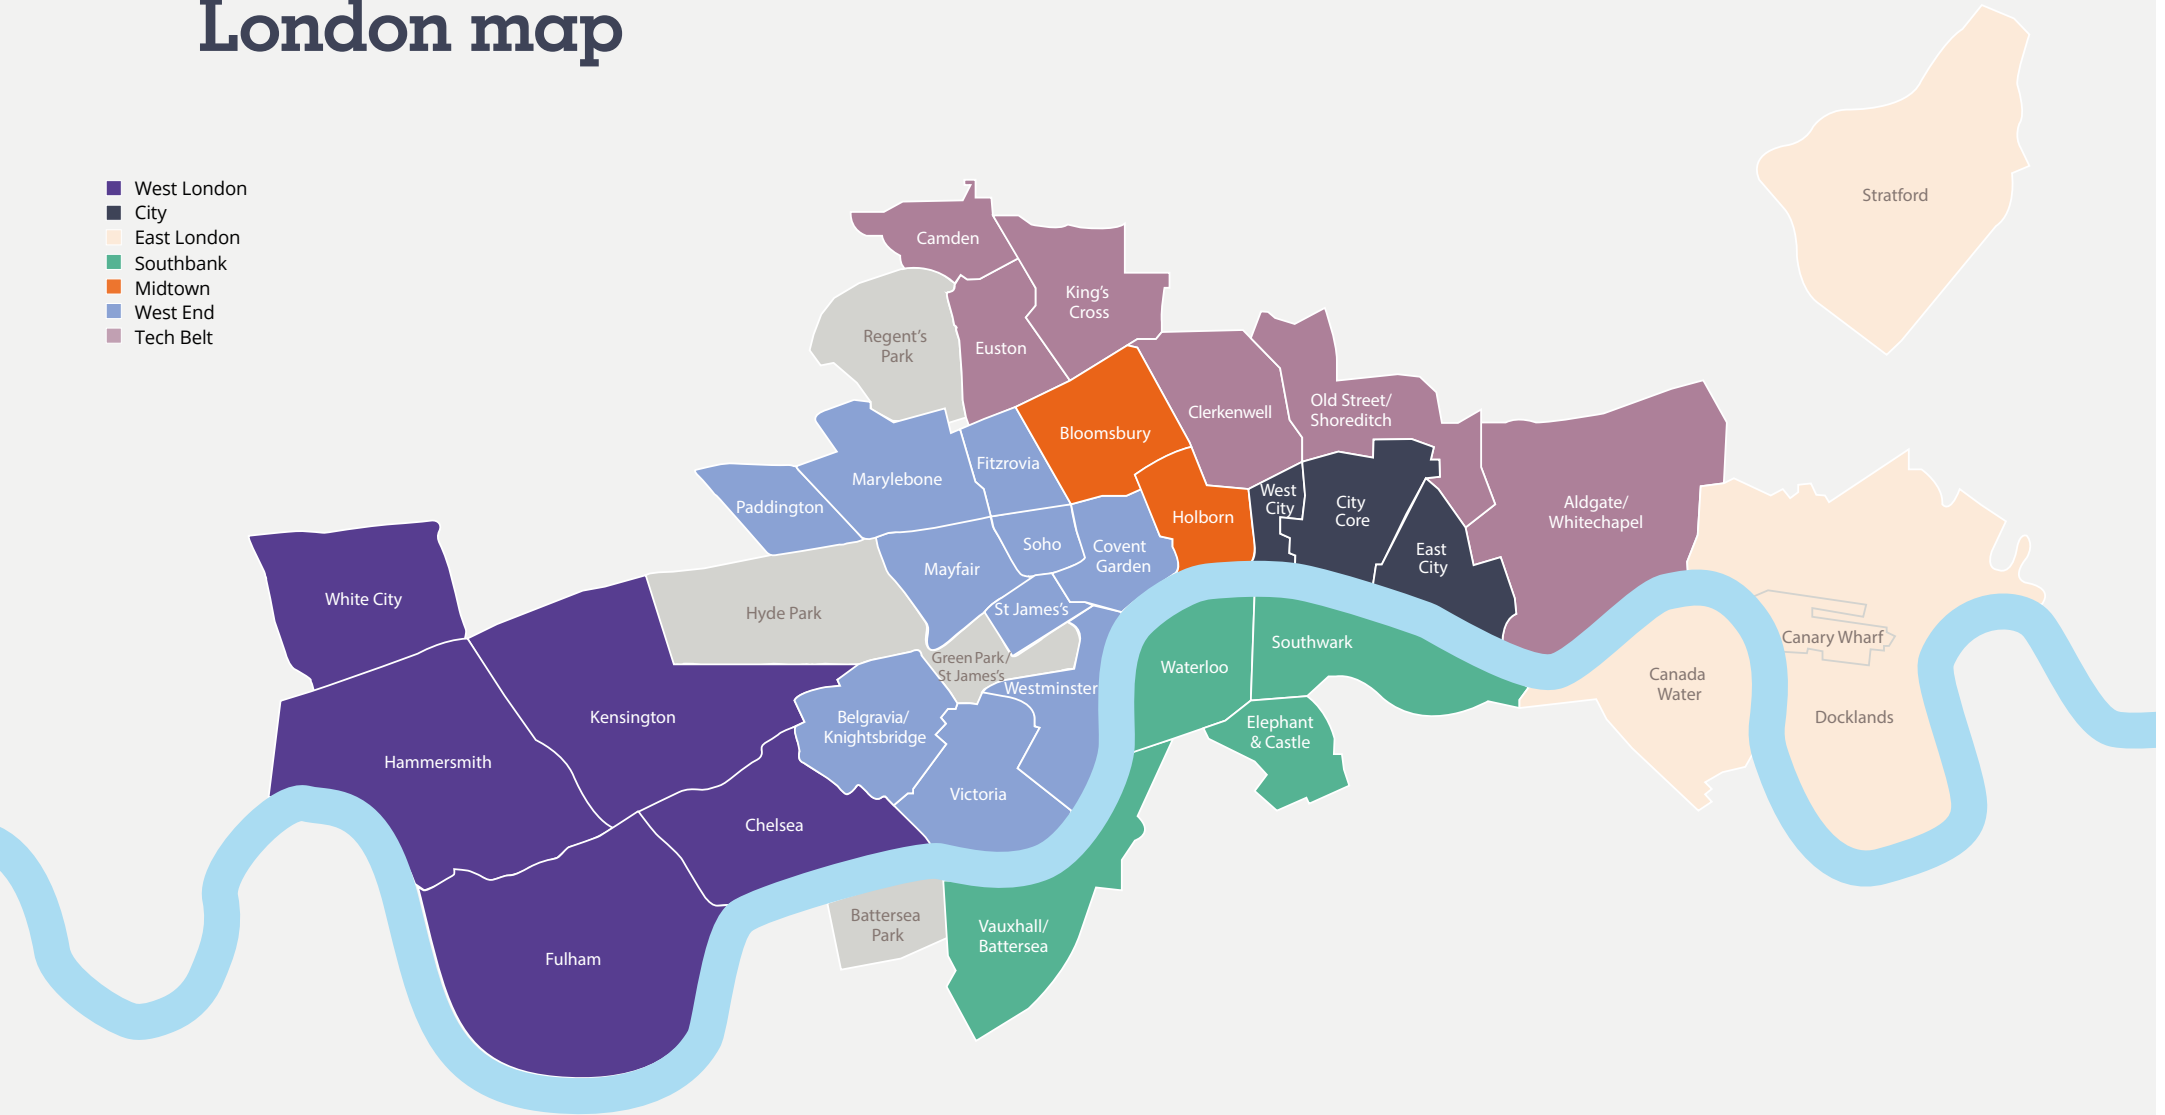 London map
West London
City
East London
Southbank
Midtown
West End
Tech Belt
Stratford
Camden
King's
Cross
Regent's
Park
Euston
Clerkenwell
Old Street/
Shoreditch
Bloomsbury
Fitzrovia
Marylebone
Paddington
West
City
City
Core
Aldgate/
Whitechapel
Holborn
Soho
Covent
Garden
East
City
Mayfair
White City
Hyde Park
St James's
Green Park/
St James's
Westminster
Waterloo
Southwark
Canary Wharf
Canada
Water
Docklands
Kensington
Belgravia/
Knightsbridge
Elephant
& Castle
Hammersmith
Victoria
Chelsea
Battersea
Park
Vauxhall/
Battersea
Fulham